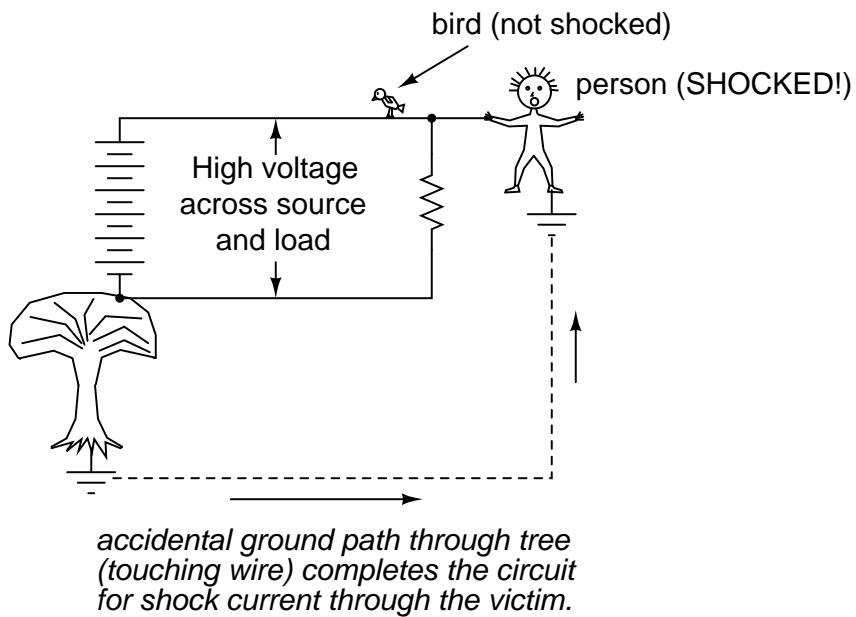 bird (not shocked)
person (SHOCKED!)
High voltage
across source
and load
accidental ground path through tree
(touching wire) completes the circuit
for shock current through the victim.